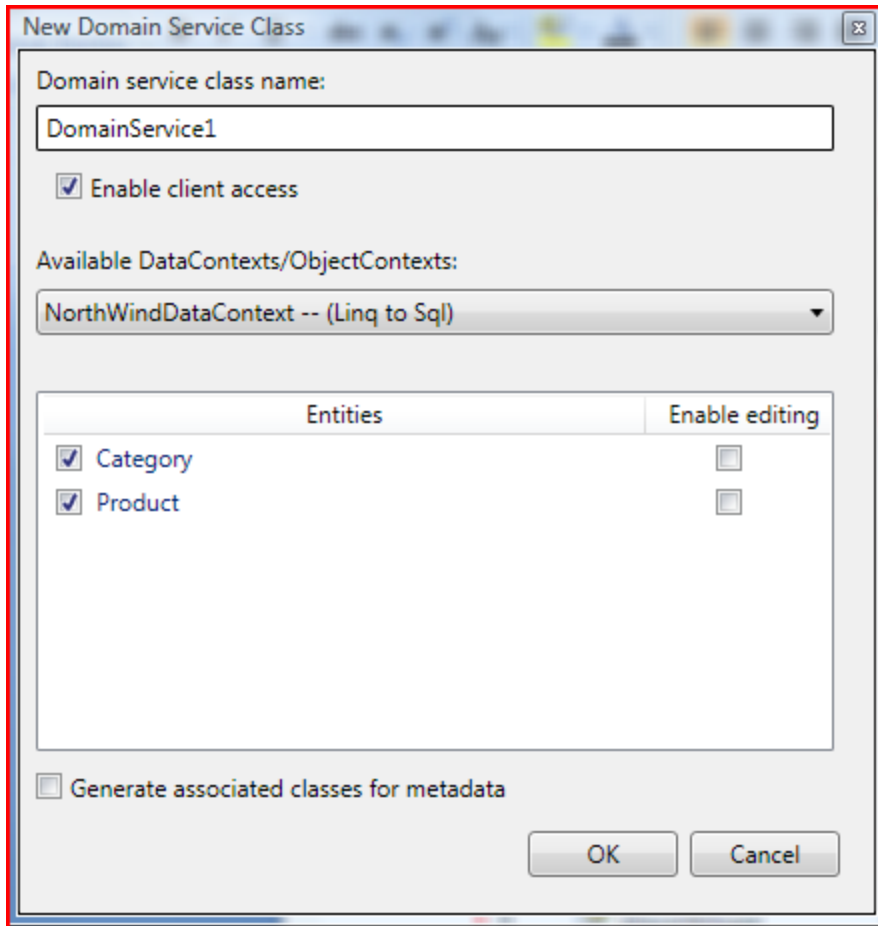 New Domain Service Class
Domain service class name:
DomainService1
Enable client access
Available DataContexts/ObjectContexts:
NorthWindDataContext -- (Linq to Sql)
Entities Enable editing
Category
Product
Generate associated classes for metadata
OK Cancel